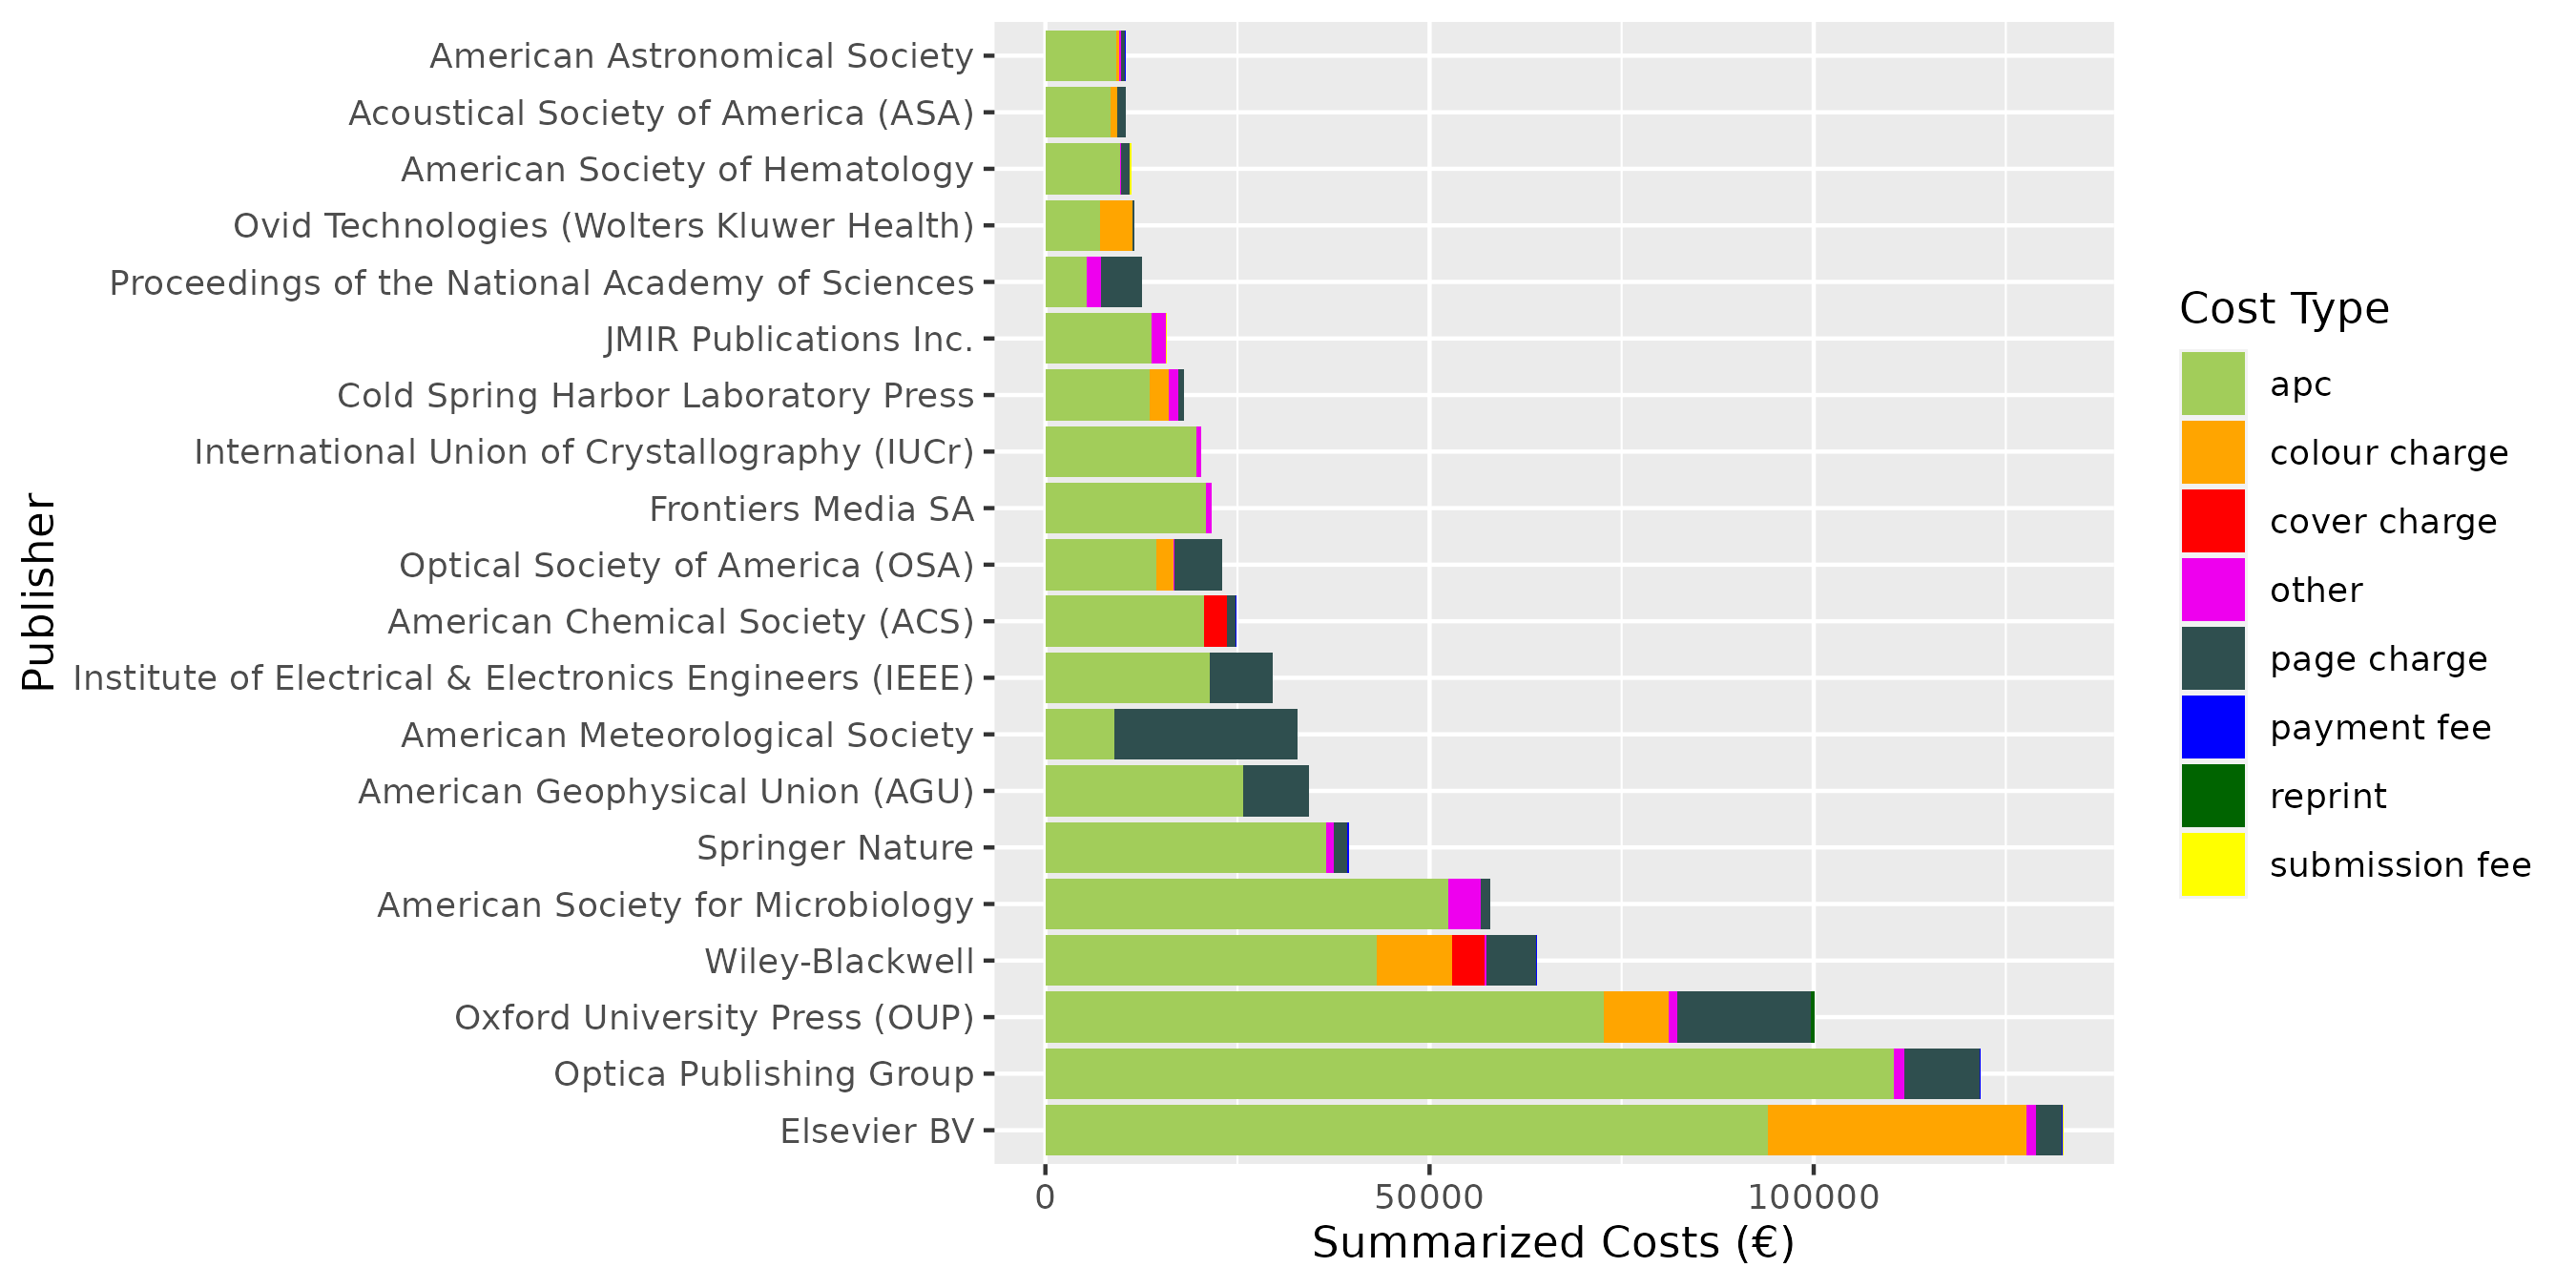 American Astronomical Society
Acoustical Society of America (ASA)
American Society of Hematology
Ovid Technologies (Wolters Kluwer Health)
Proceedings of the National Academy of Sciences
JMIR Publications Inc.
Cold Spring Harbor Laboratory Press
International Union of Crystallography (IUCr)
Frontiers Media SA
Optical Society of America (OSA)
American Chemical Society (ACS)
Institute of Electrical & Electronics Engineers (IEEE)
American Meteorological Society
American Geophysical Union (AGU)
Springer Nature
American Society for Microbiology
Wiley-Blackwell
Oxford University Press (OUP)
Optica Publishing Group
Elsevier BV
Publisher
0
50000
100000
Summarized Costs (€)
Cost Type
apc
colour charge
cover charge
other
page charge
payment fee
reprint
submission fee